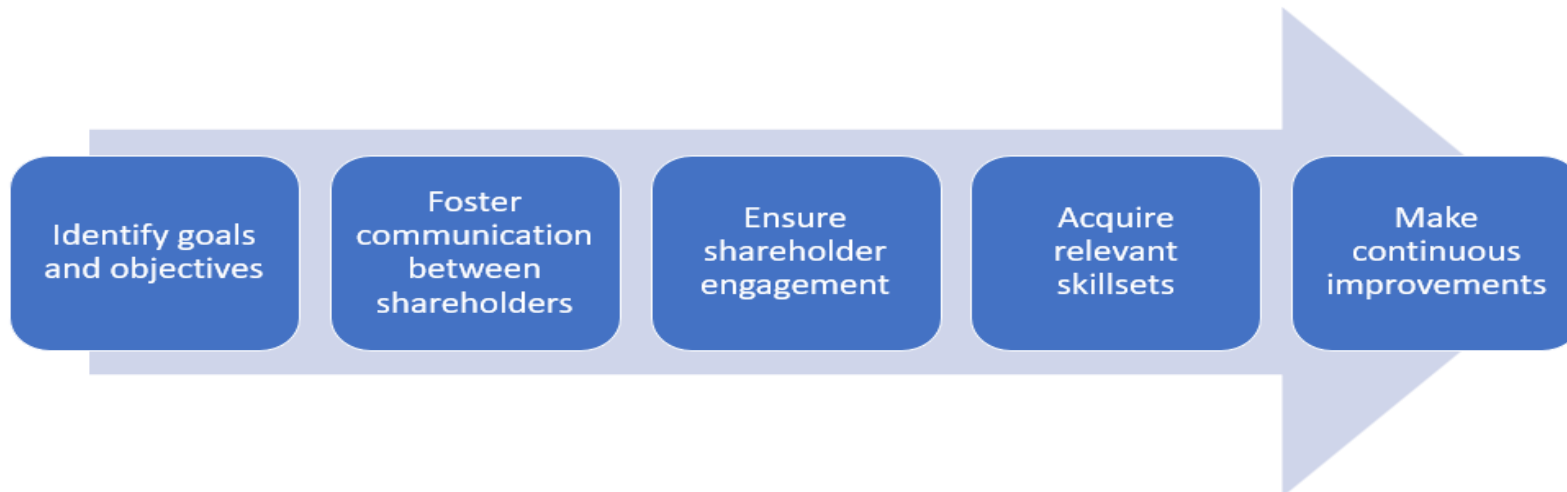 Identify goals
and objectives
Foster
communication
between
shareholders
Ensure
shareholder
engagement
Acquire
relevant
skillsets
Make
continuous
improvements